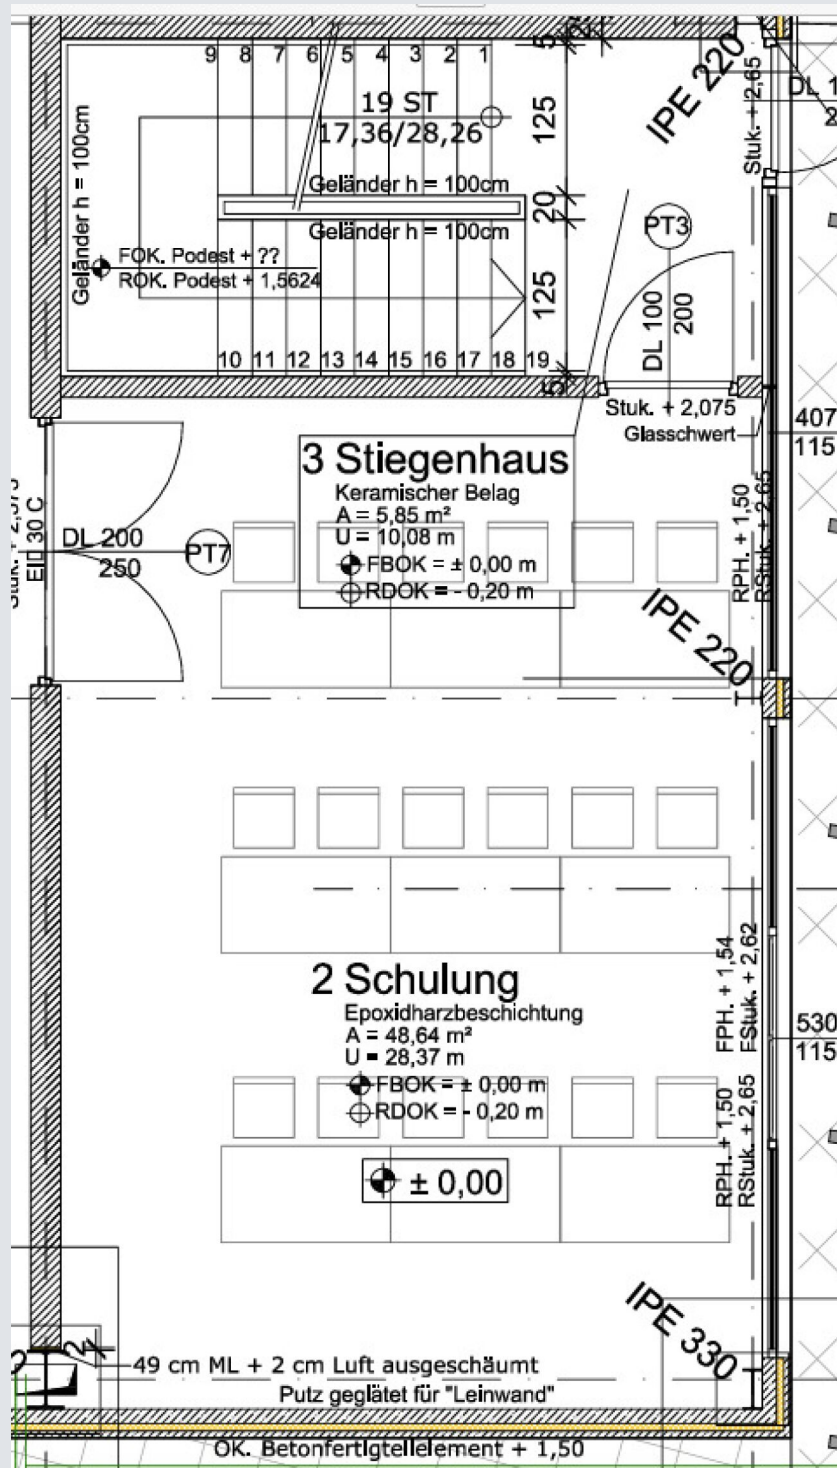 9 8 7 6 5 4 3 2 1
19 ST
17,36/28,26
Geländer h = 100cm
Geländer h = 100cm
Geländer h = 100cm
FOK. Podest + ??
ROK. Podest + 1,5624
10 11 12 13 14 15 16 17 18 19
5
125
20
125
5
IPE 220
Stuk. + 2,65
DL 1
PT3
DL 100
200
Stuk. + 2,075
Glasschwert
407
115
3 Stiegenhaus
Keramischer Belag
A = 5,85 m²
U = 10,08 m
FBOK = ± 0,00 m
RDOK = - 0,20 m
EI 30 C
DL 200
250
PT7
RPH. + 1,50
RStuk. + 2,65
IPE 220
2 Schulung
Epoxidharzbeschichtung
A = 48,64 m²
U = 28,37 m
FBOK = ± 0,00 m
RDOK = - 0,20 m
± 0,00
FPH. + 1,54
FStuk. + 2,62
530
115
RPH. + 1,50
RStuk. + 2,65
IPE 330
2
49 cm ML + 2 cm Luft ausgeschäumt
Putz geglätet für "Leinwand"
OK. Betonfertigteilelement + 1,50